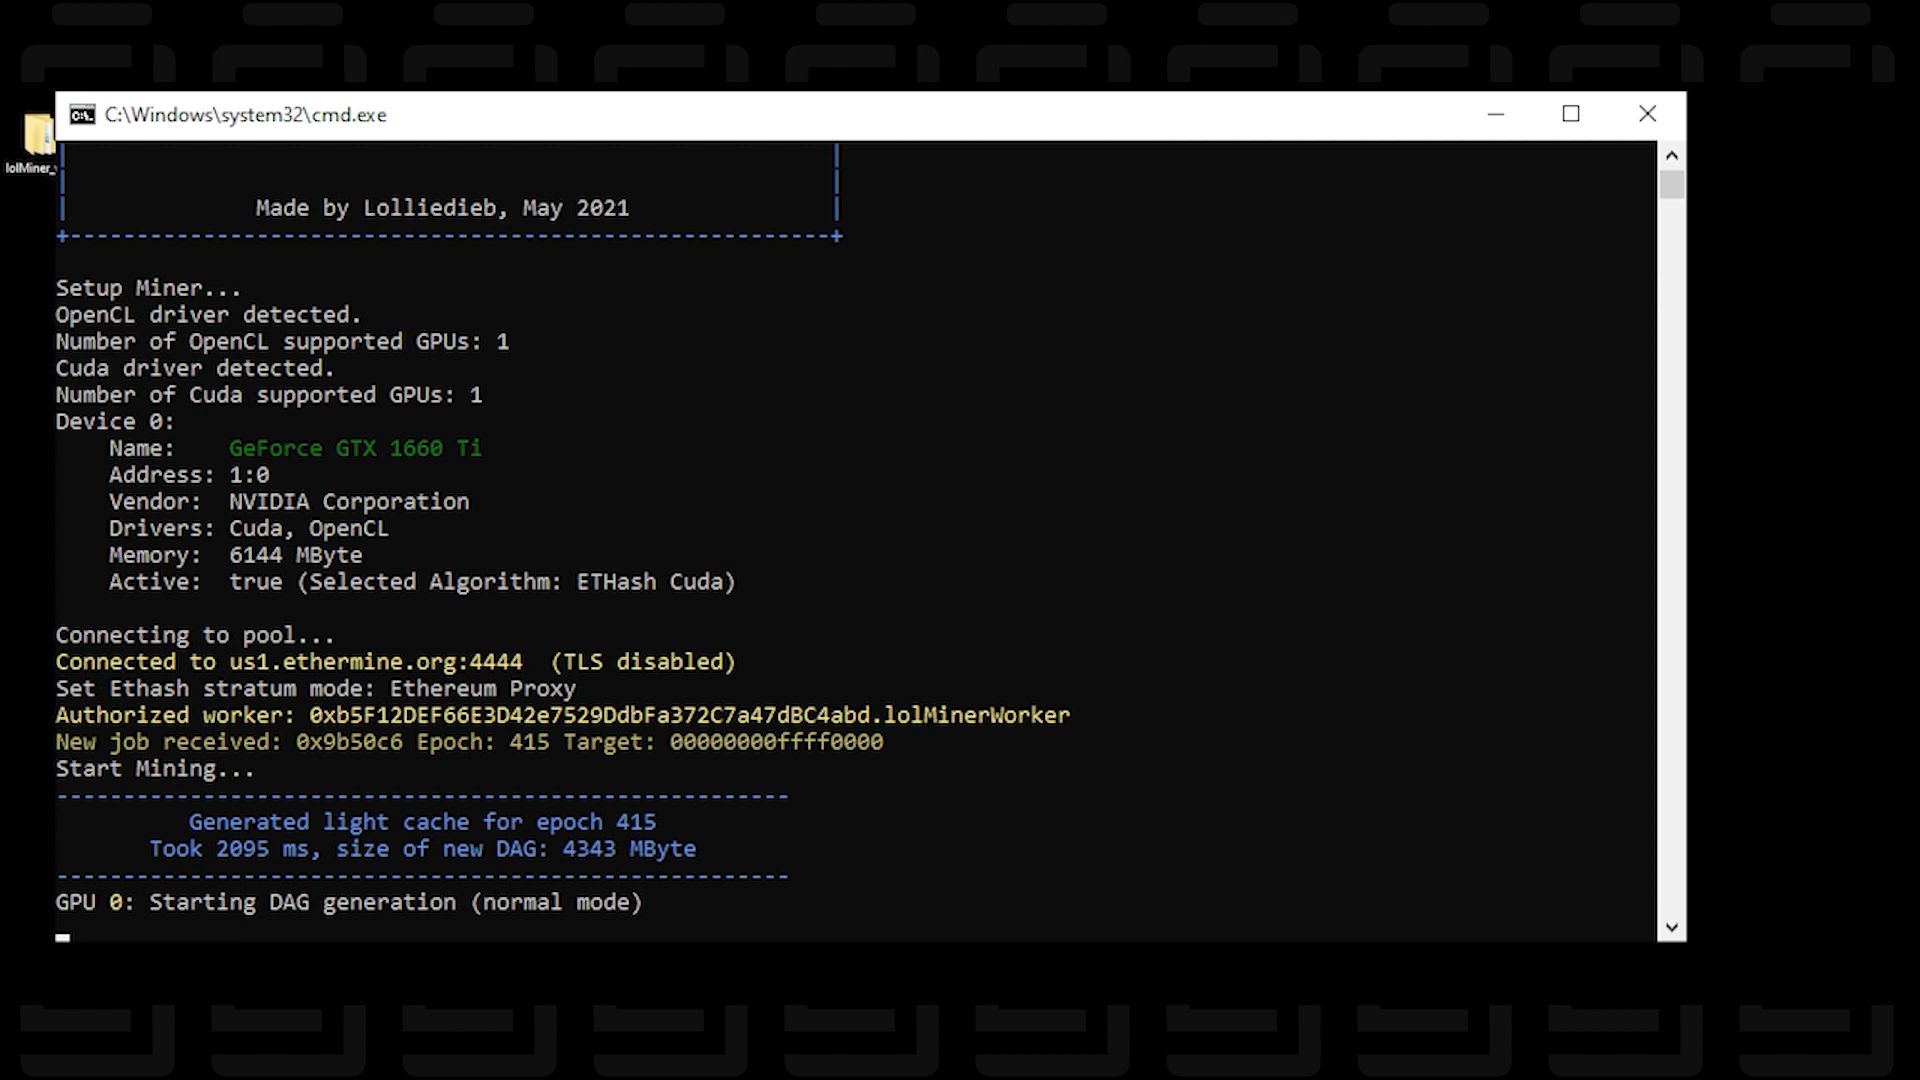 C:\Windows\system32\cmd.exe
lolMiner_
Made by Lolliedieb, May 2021
Setup Miner...
OpenCL driver detected.
Number of OpenCL supported GPUs: 1
Cuda driver detected.
Number of Cuda supported GPUs: 1
Device 0:
Name: GeForce GTX 1660 Ti
Address: 1:0
Vendor: NVIDIA Corporation
Drivers: Cuda, OpenCL
Memory: 6144 MByte
Active: true (Selected Algorithm: ETHash Cuda)
Connecting to pool...
Connected to us1.ethermine.org:4444 (TLS disabled)
Set Ethash stratum mode: Ethereum Proxy
Authorized worker: 0xb5F12DEF66E3D42e7529DdbFa372C7a47dBC4abd.lolMinerWorker
New job received: 0x9b50c6 Epoch: 415 Target: 00000000ffff0000
Start Mining...
Generated light cache for epoch 415
Took 2095 ms, size of new DAG: 4343 MByte
GPU 0: Starting DAG generation (normal mode)